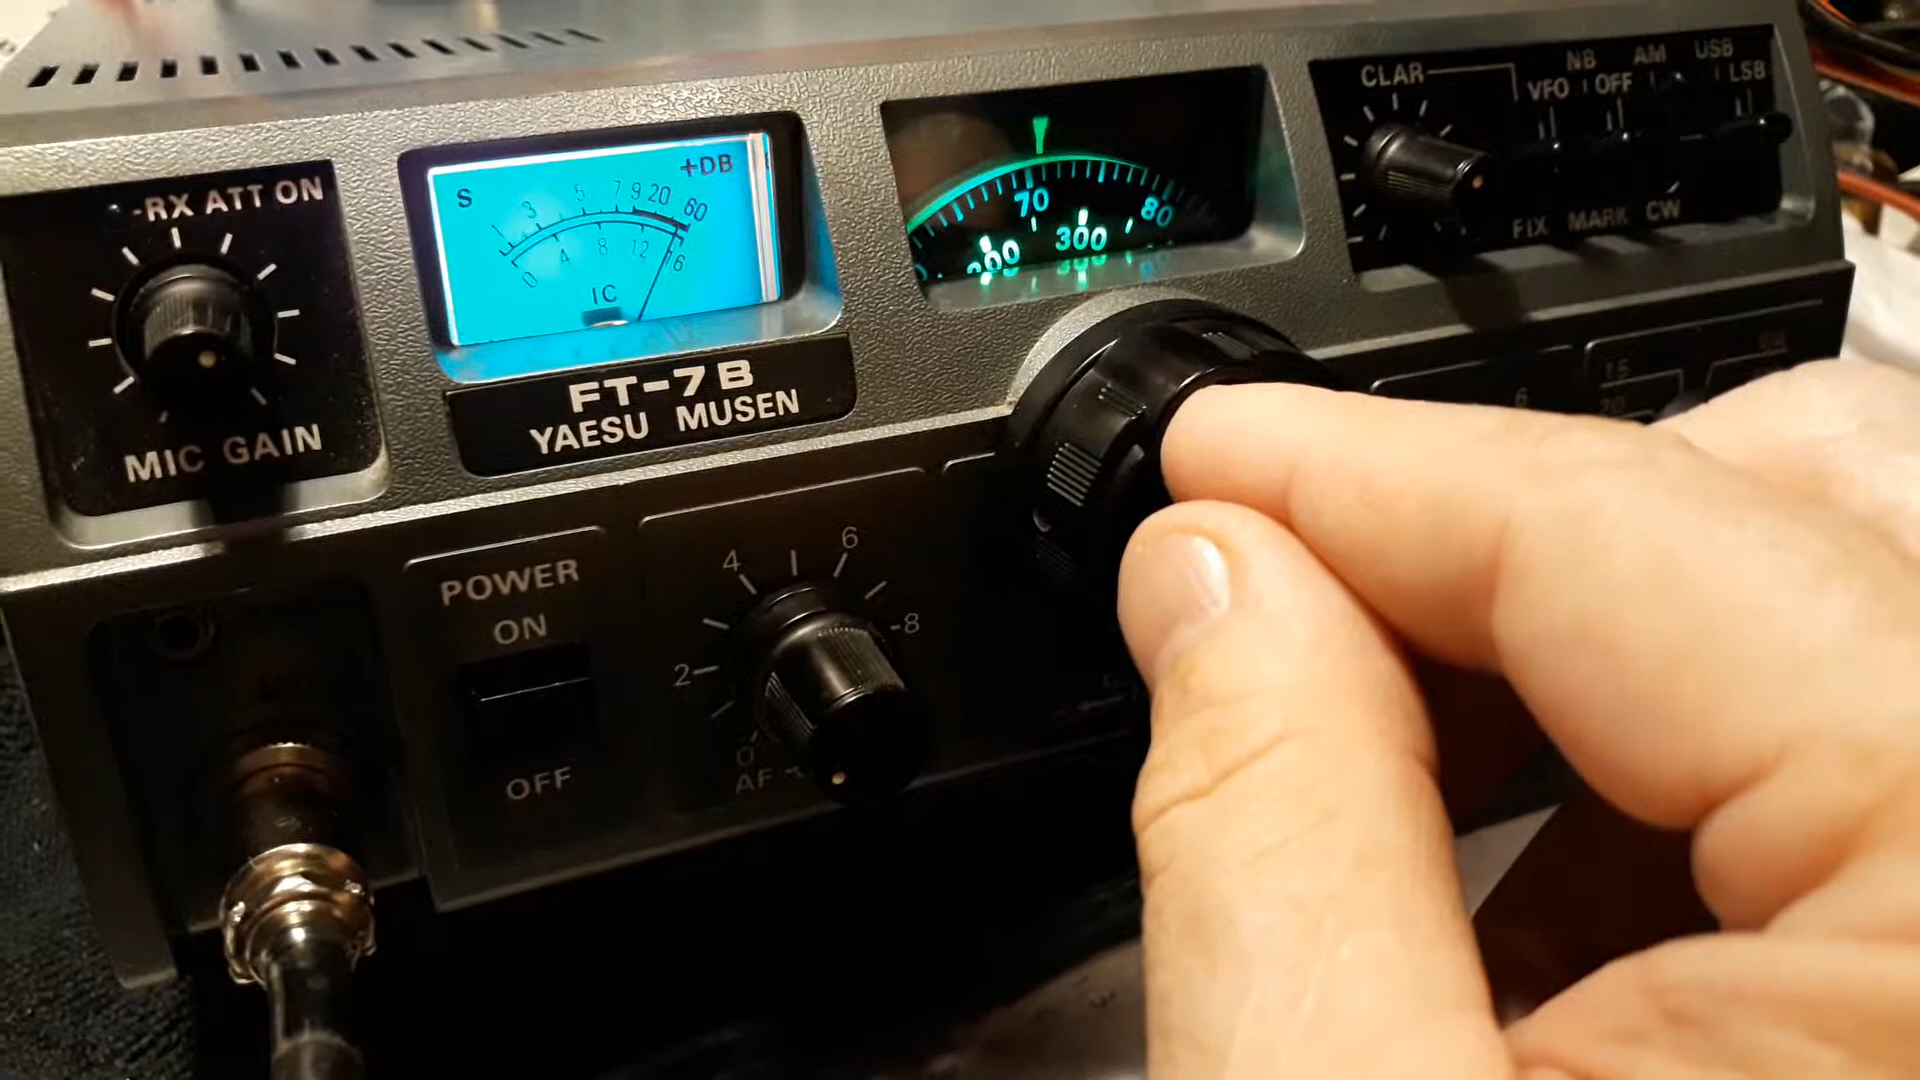 -RX ATT ON
MIC GAIN
S +DB
1 3 5 7 9 20 60
0 4 8 12 16
IC
FT-7B
YAESU MUSEN
70 80
300
CLAR
NB AM USB
VFO OFF LSB
FIX MARK CW
POWER
ON
OFF
0 2 4 6 8
AF
6